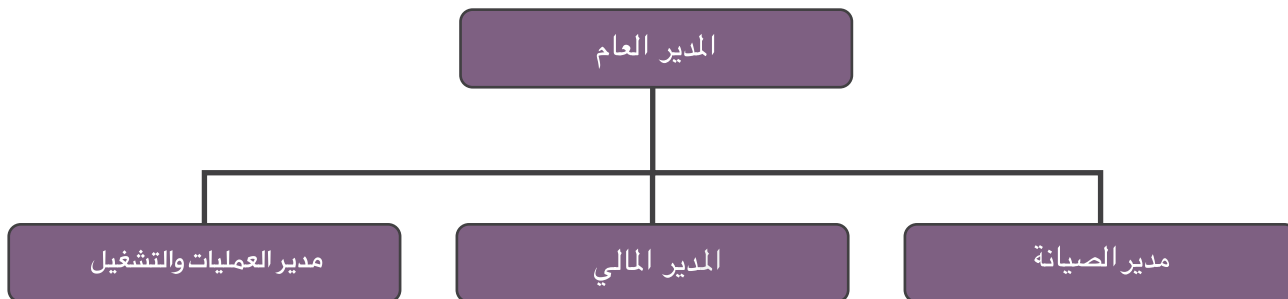 المدير العام
مدير الصيانة
المدير المالي
مدير العمليات والتشغيل